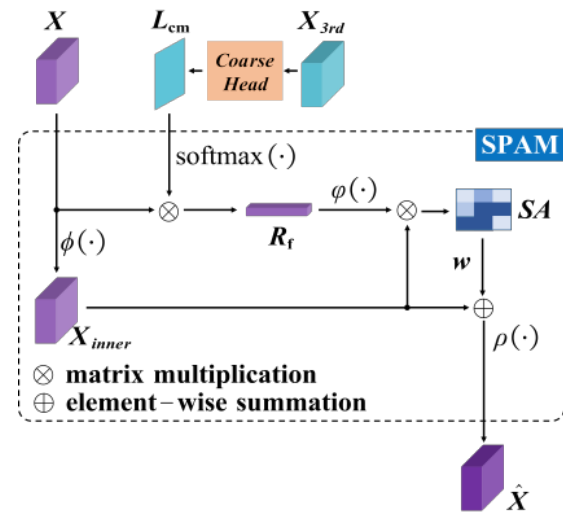 X L_cm X_3rd
Coarse
Head
SPAM
softmax(·)
φ(·) SA
R_f
ϕ(·) w
X_inner ρ(·)
⊗ matrix multiplication
⊕ element-wise summation
X̂